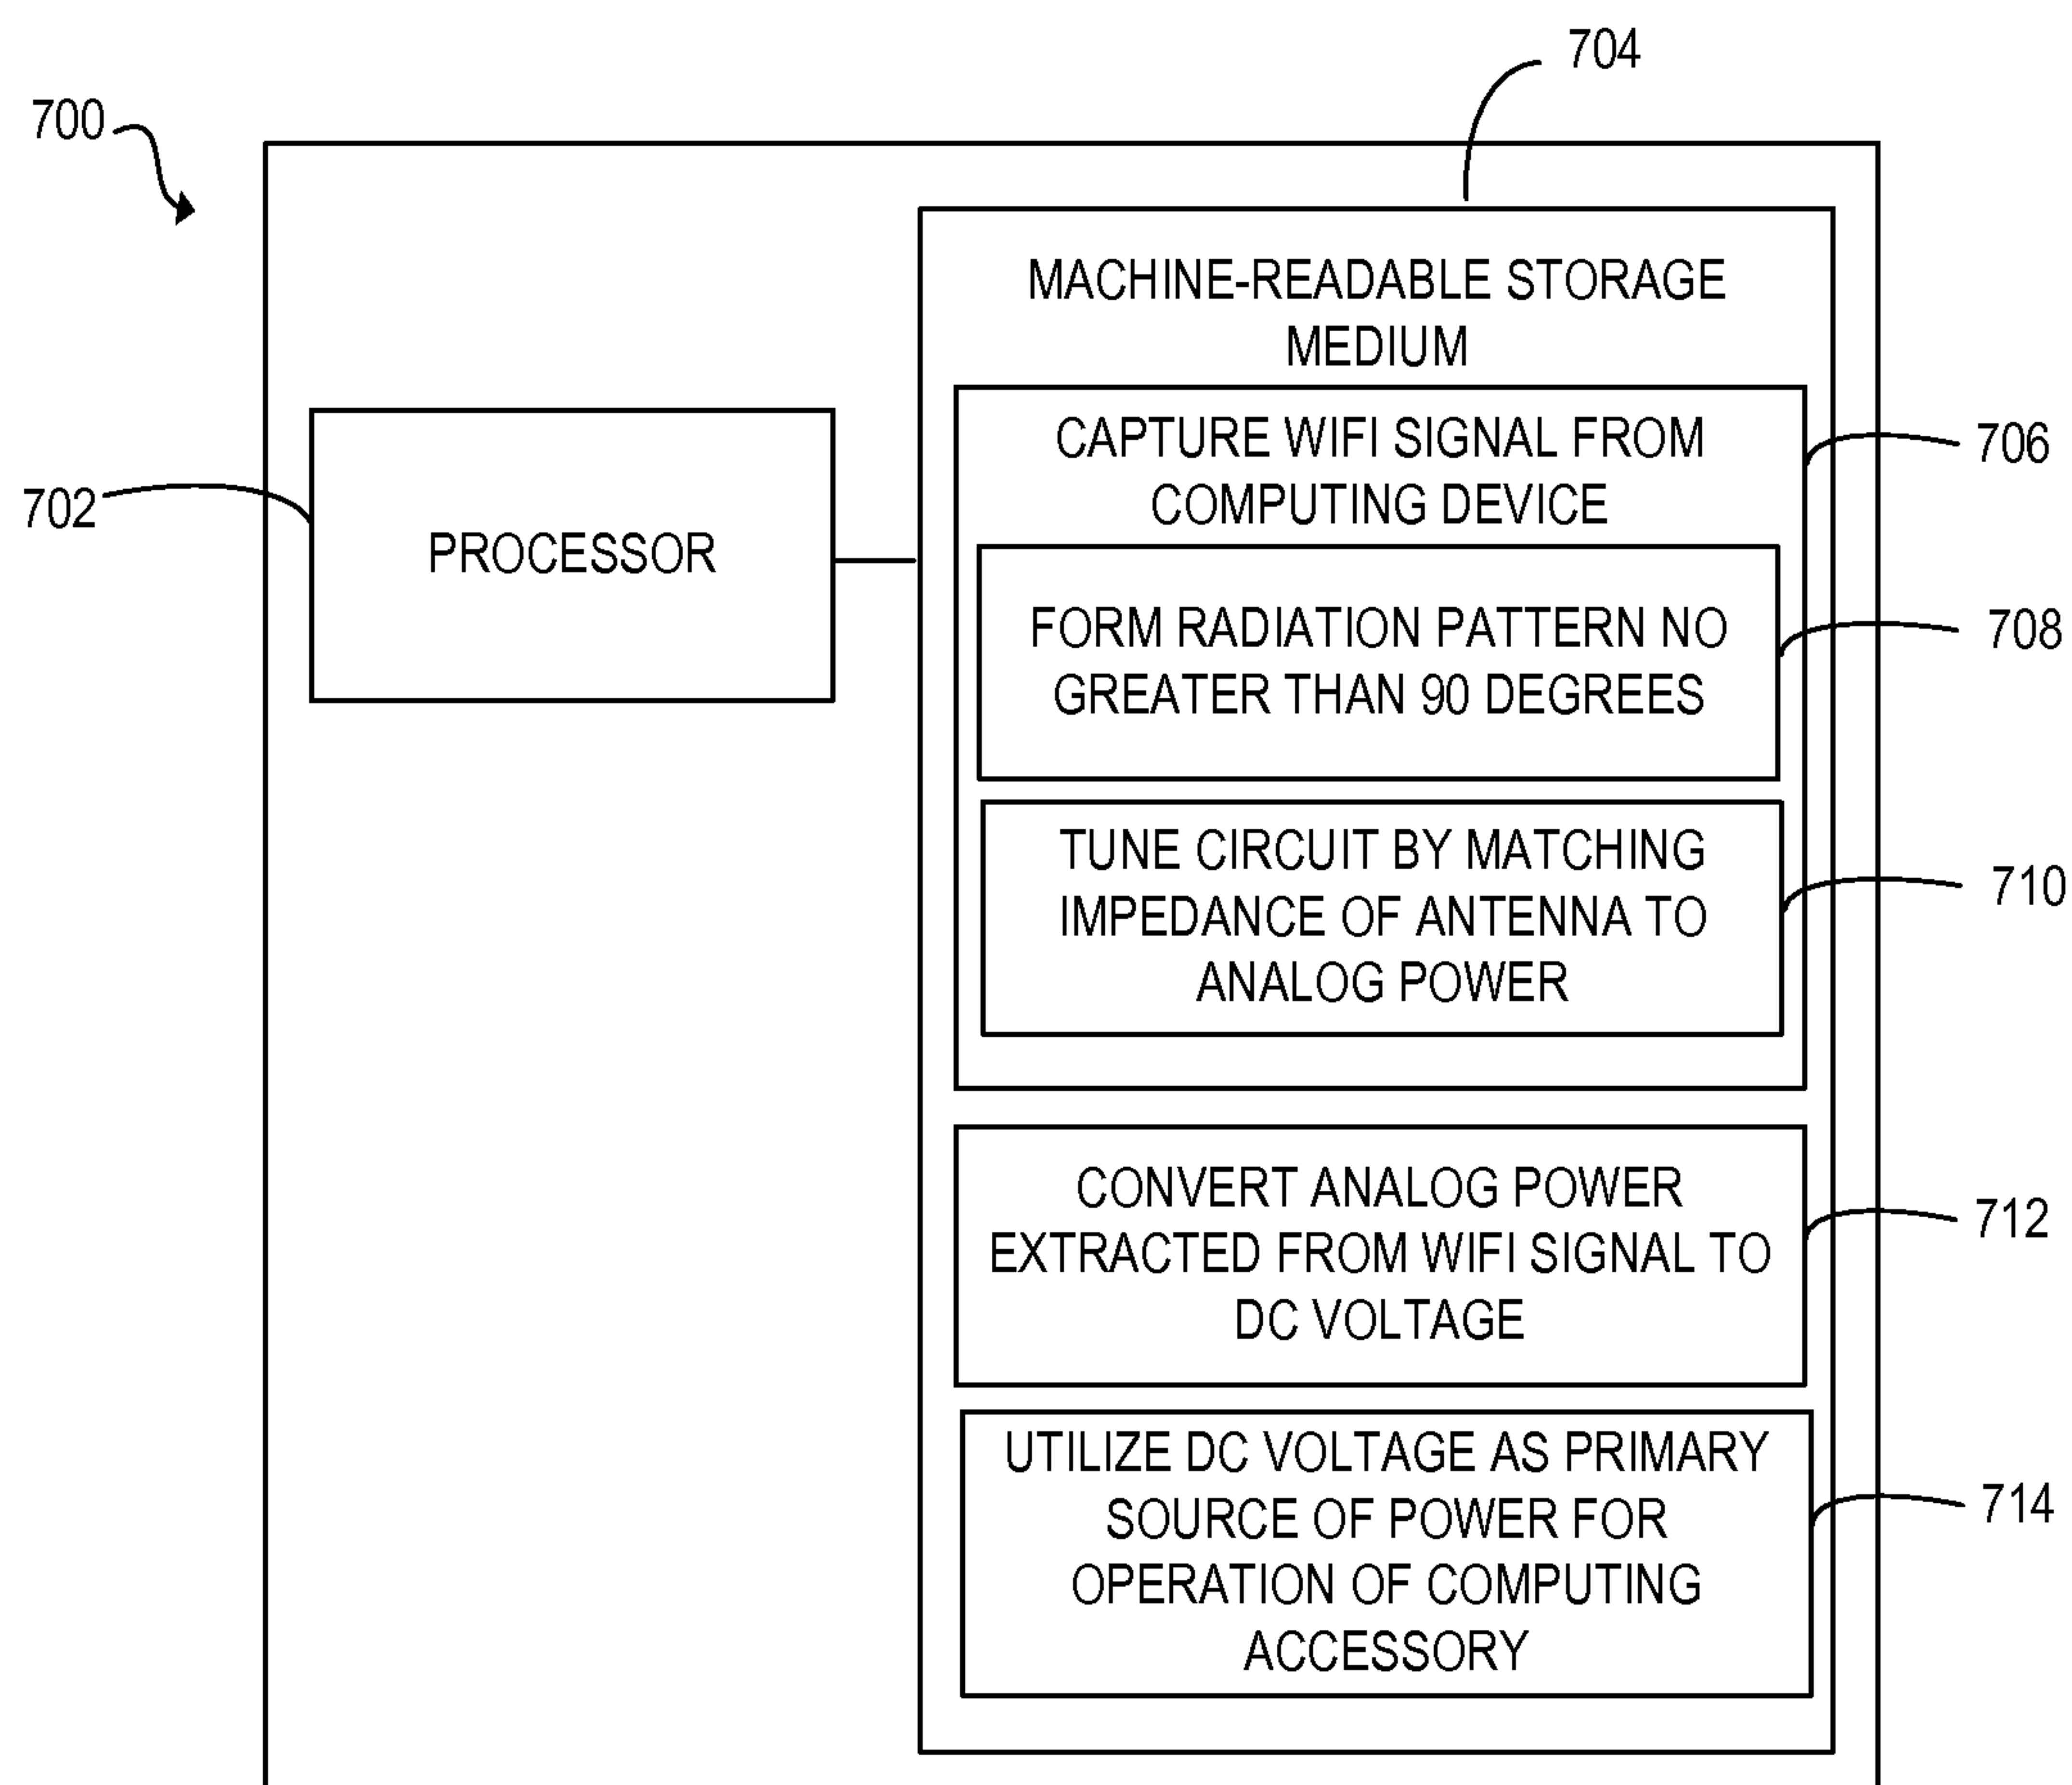 704
700
MACHINE-READABLE STORAGE
MEDIUM
CAPTURE WIFI SIGNAL FROM
COMPUTING DEVICE
706
702
PROCESSOR
FORM RADIATION PATTERN NO
GREATER THAN 90 DEGREES
708
TUNE CIRCUIT BY MATCHING
IMPEDANCE OF ANTENNA TO
ANALOG POWER
710
CONVERT ANALOG POWER
EXTRACTED FROM WIFI SIGNAL TO
DC VOLTAGE
712
UTILIZE DC VOLTAGE AS PRIMARY
SOURCE OF POWER FOR
OPERATION OF COMPUTING
ACCESSORY
714